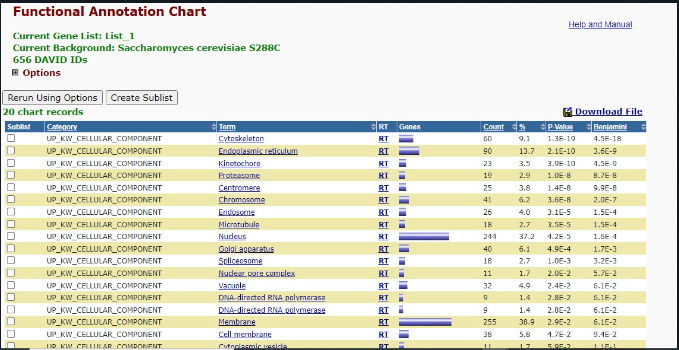 Functional Annotation Chart
Help and Manual
Current Gene List: List_1
Current Background: Saccharomyces cerevisiae S288C
656 DAVID IDs
Options
Rerun Using Options Create Sublist
20 chart records Download File
Sublist Category Term RT Genes Count % P-Value Benjamini
UP_KW_CELLULAR_COMPONENT Cytoskeleton RT 60 9.1 1.3E-19 4.5E-18
UP_KW_CELLULAR_COMPONENT Endoplasmic reticulum RT 90 13.7 2.1E-10 3.6E-9
UP_KW_CELLULAR_COMPONENT Kinetochore RT 23 3.5 3.9E-10 4.5E-9
UP_KW_CELLULAR_COMPONENT Proteasome RT 19 2.9 1.0E-8 8.7E-8
UP_KW_CELLULAR_COMPONENT Centromere RT 25 3.8 1.4E-8 9.9E-8
UP_KW_CELLULAR_COMPONENT Chromosome RT 41 6.2 3.6E-8 2.0E-7
UP_KW_CELLULAR_COMPONENT Endosome RT 26 4.0 3.1E-5 1.5E-4
UP_KW_CELLULAR_COMPONENT Microtubule RT 18 2.7 3.5E-5 1.5E-4
UP_KW_CELLULAR_COMPONENT Nucleus RT 244 37.2 4.2E-5 1.6E-4
UP_KW_CELLULAR_COMPONENT Golgi apparatus RT 40 6.1 4.9E-4 1.7E-3
UP_KW_CELLULAR_COMPONENT Spliceosome RT 18 2.7 1.0E-3 3.2E-3
UP_KW_CELLULAR_COMPONENT Nuclear pore complex RT 11 1.7 2.0E-2 5.7E-2
UP_KW_CELLULAR_COMPONENT Vacuole RT 32 4.9 2.4E-2 6.1E-2
UP_KW_CELLULAR_COMPONENT DNA-directed RNA polymerase RT 9 1.4 2.8E-2 6.1E-2
UP_KW_CELLULAR_COMPONENT DNA-directed RNA polymerase RT 9 1.4 2.8E-2 6.1E-2
UP_KW_CELLULAR_COMPONENT Membrane RT 255 38.9 2.9E-2 6.1E-2
UP_KW_CELLULAR_COMPONENT Cell membrane RT 38 5.8 4.7E-2 9.4E-2
UP_KW_CELLULAR_COMPONENT Cytoplasmic vesicle RT 11 1.7 5.9E-2 1.1E-1